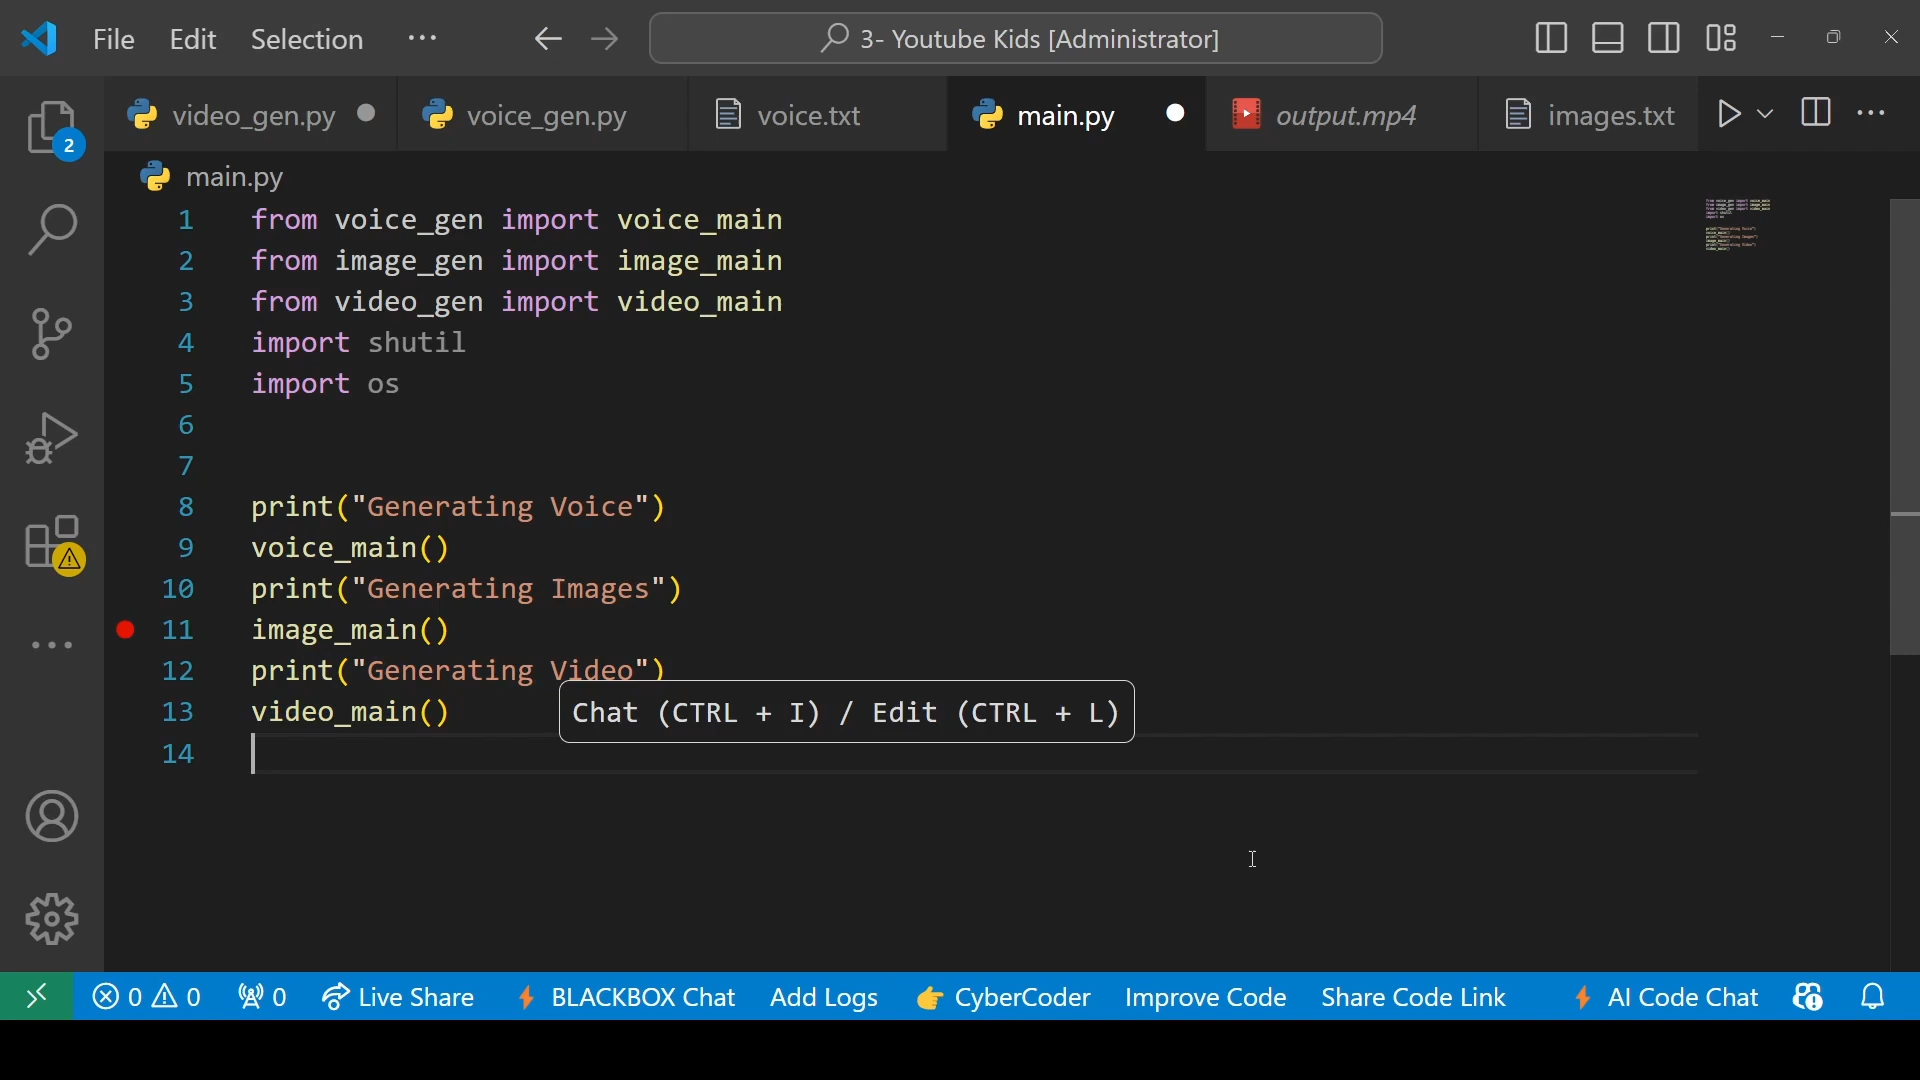 File Edit Selection ··· 3- Youtube Kids [Administrator]
video_gen.py voice_gen.py voice.txt main.py output.mp4 images.txt
2
main.py
1 from voice_gen import voice_main
2 from image_gen import image_main
3 from video_gen import video_main
4 import shutil
5 import os
6
7
8 print("Generating Voice")
9 voice_main()
10 print("Generating Images")
11 image_main()
12 print("Generating Video")
13 video_main()
Chat (CTRL + I) / Edit (CTRL + L)
14
0 0 0 Live Share BLACKBOX Chat Add Logs CyberCoder Improve Code Share Code Link AI Code Chat